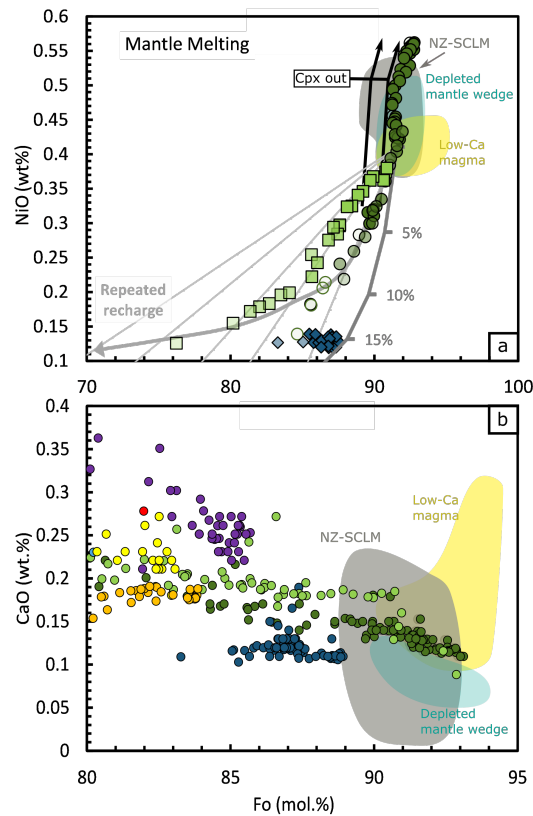 Mantle Melting
NZ-SCLM
Cpx out
Depleted
mantle wedge
Low-Ca
magma
5%
10%
15%
Repeated
recharge
a
NiO (wt%)
0.6
0.55
0.5
0.45
0.4
0.35
0.3
0.25
0.2
0.15
0.1
70
80
90
100
b
Low-Ca
magma
NZ-SCLM
Depleted
mantle wedge
CaO (wt.%)
0.4
0.35
0.3
0.25
0.2
0.15
0.1
0.05
0
80
85
90
95
Fo (mol.%)